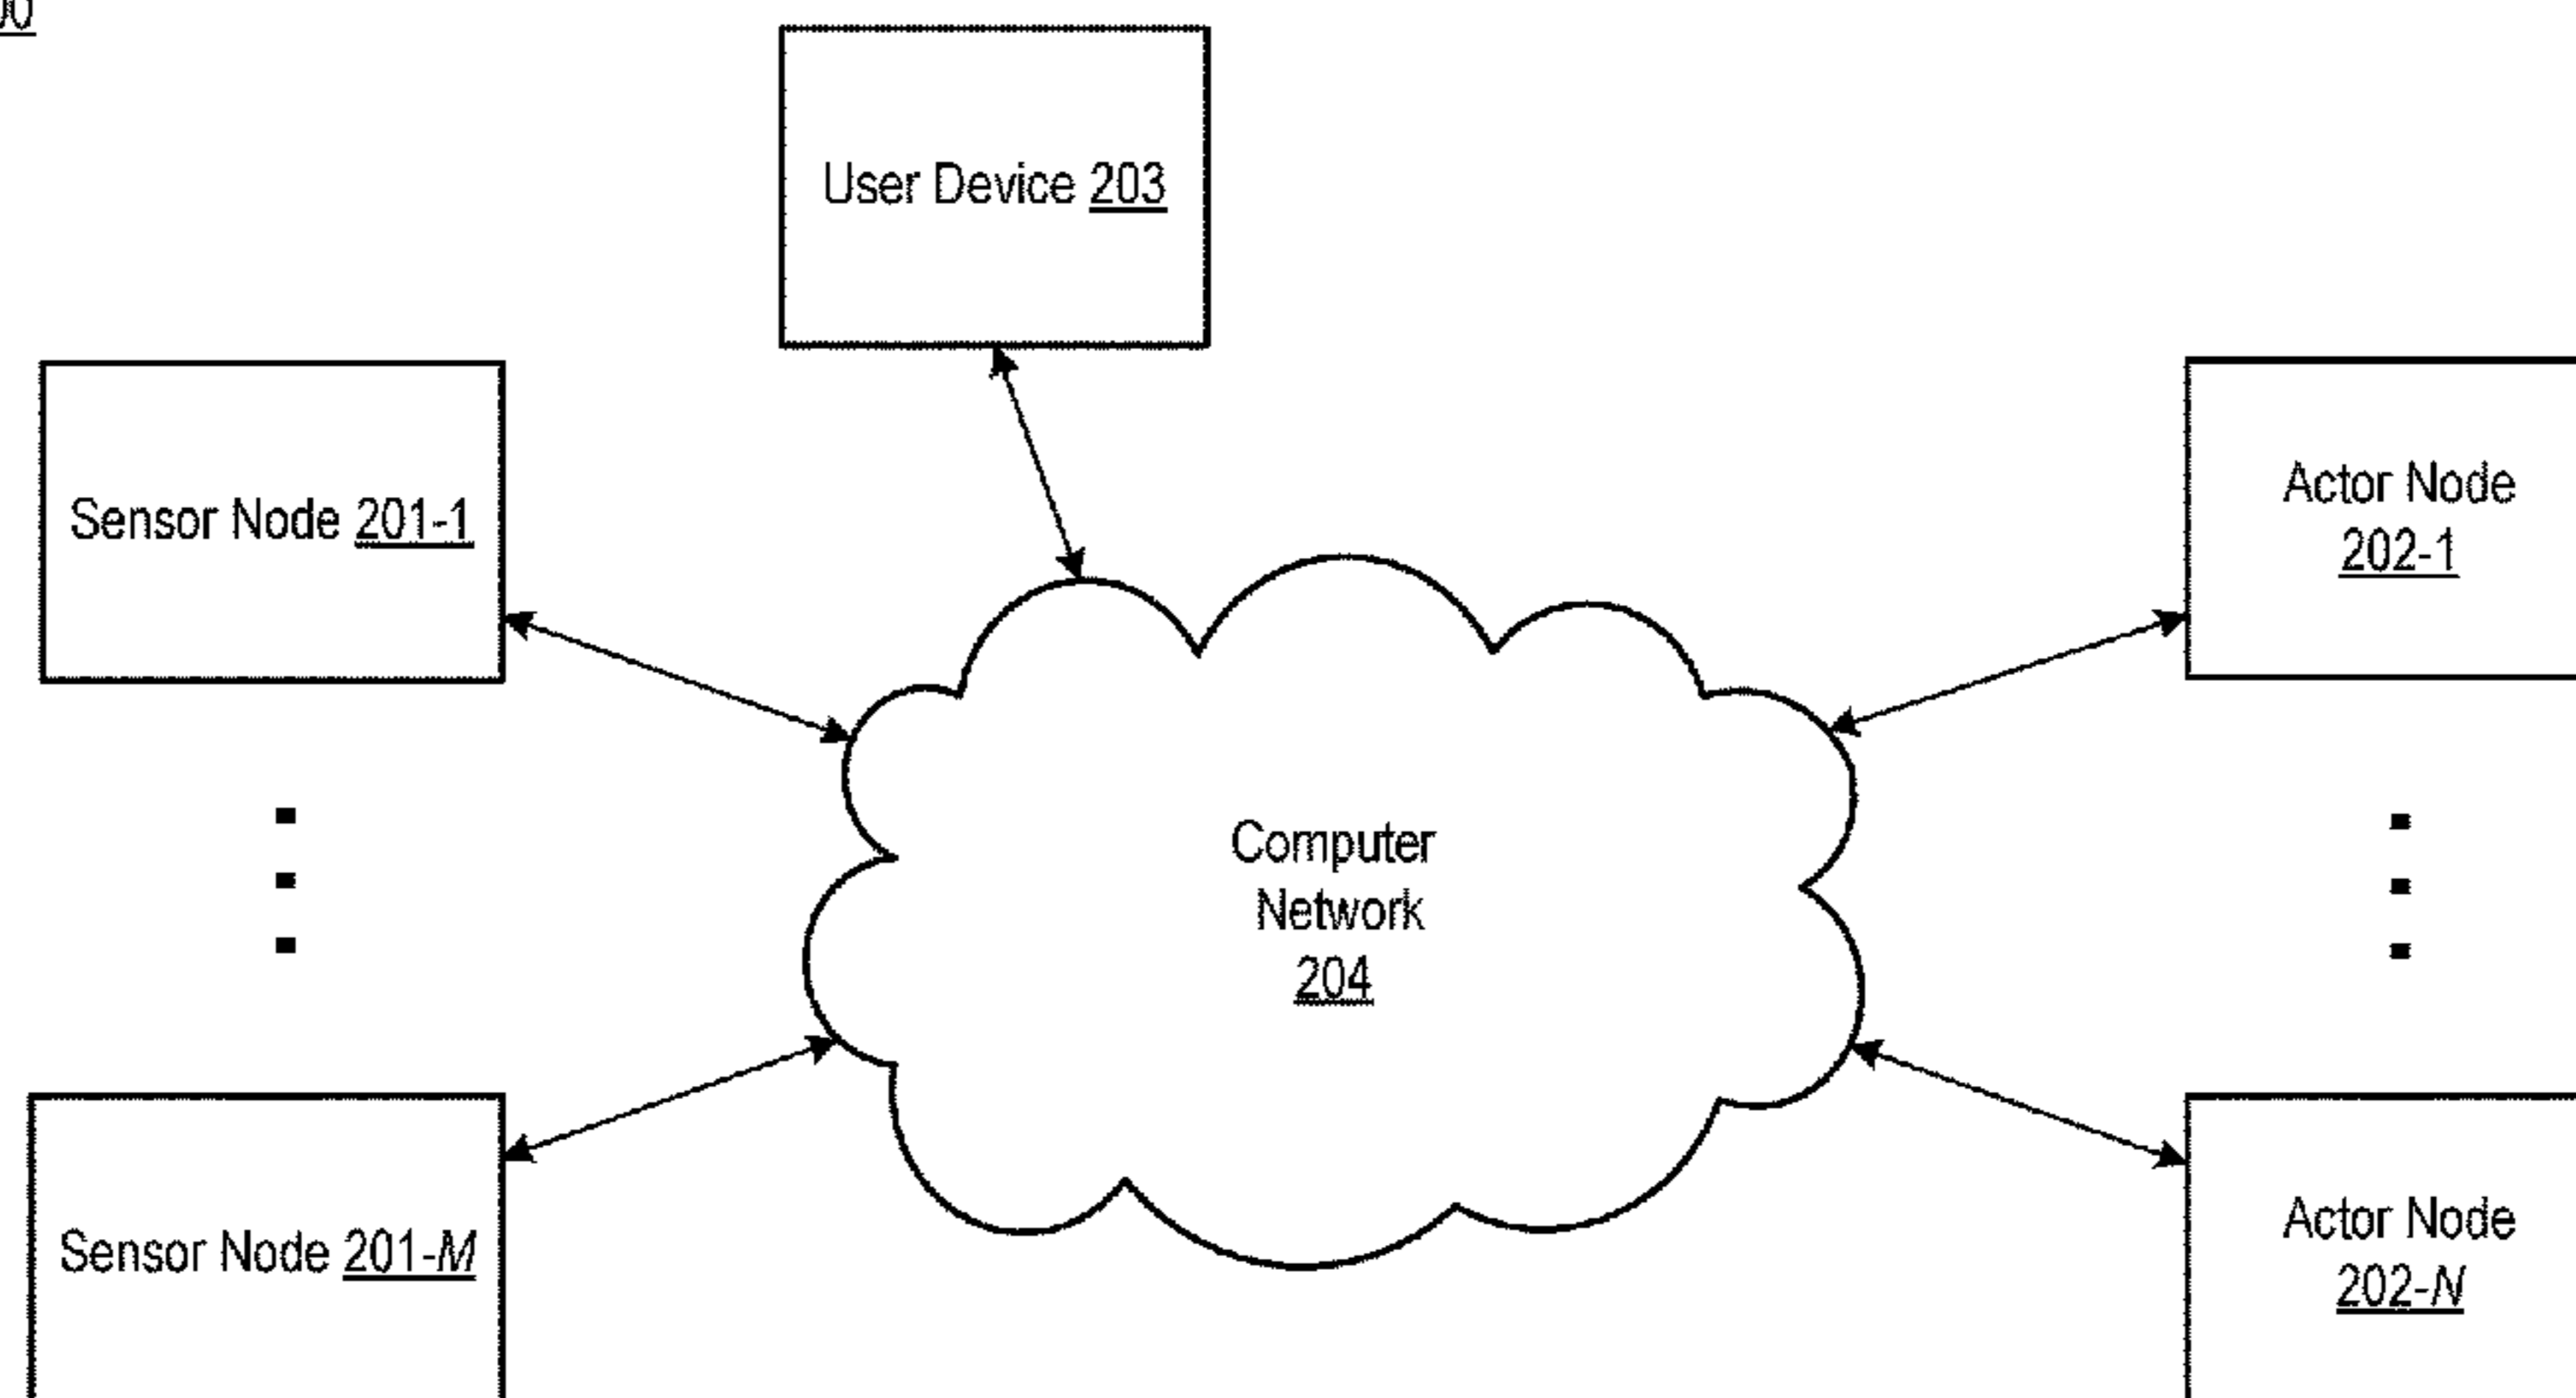 User Device 203
Sensor Node 201-1
Actor Node
202-1
Computer
Network
204
Sensor Node 201-M
Actor Node
202-N